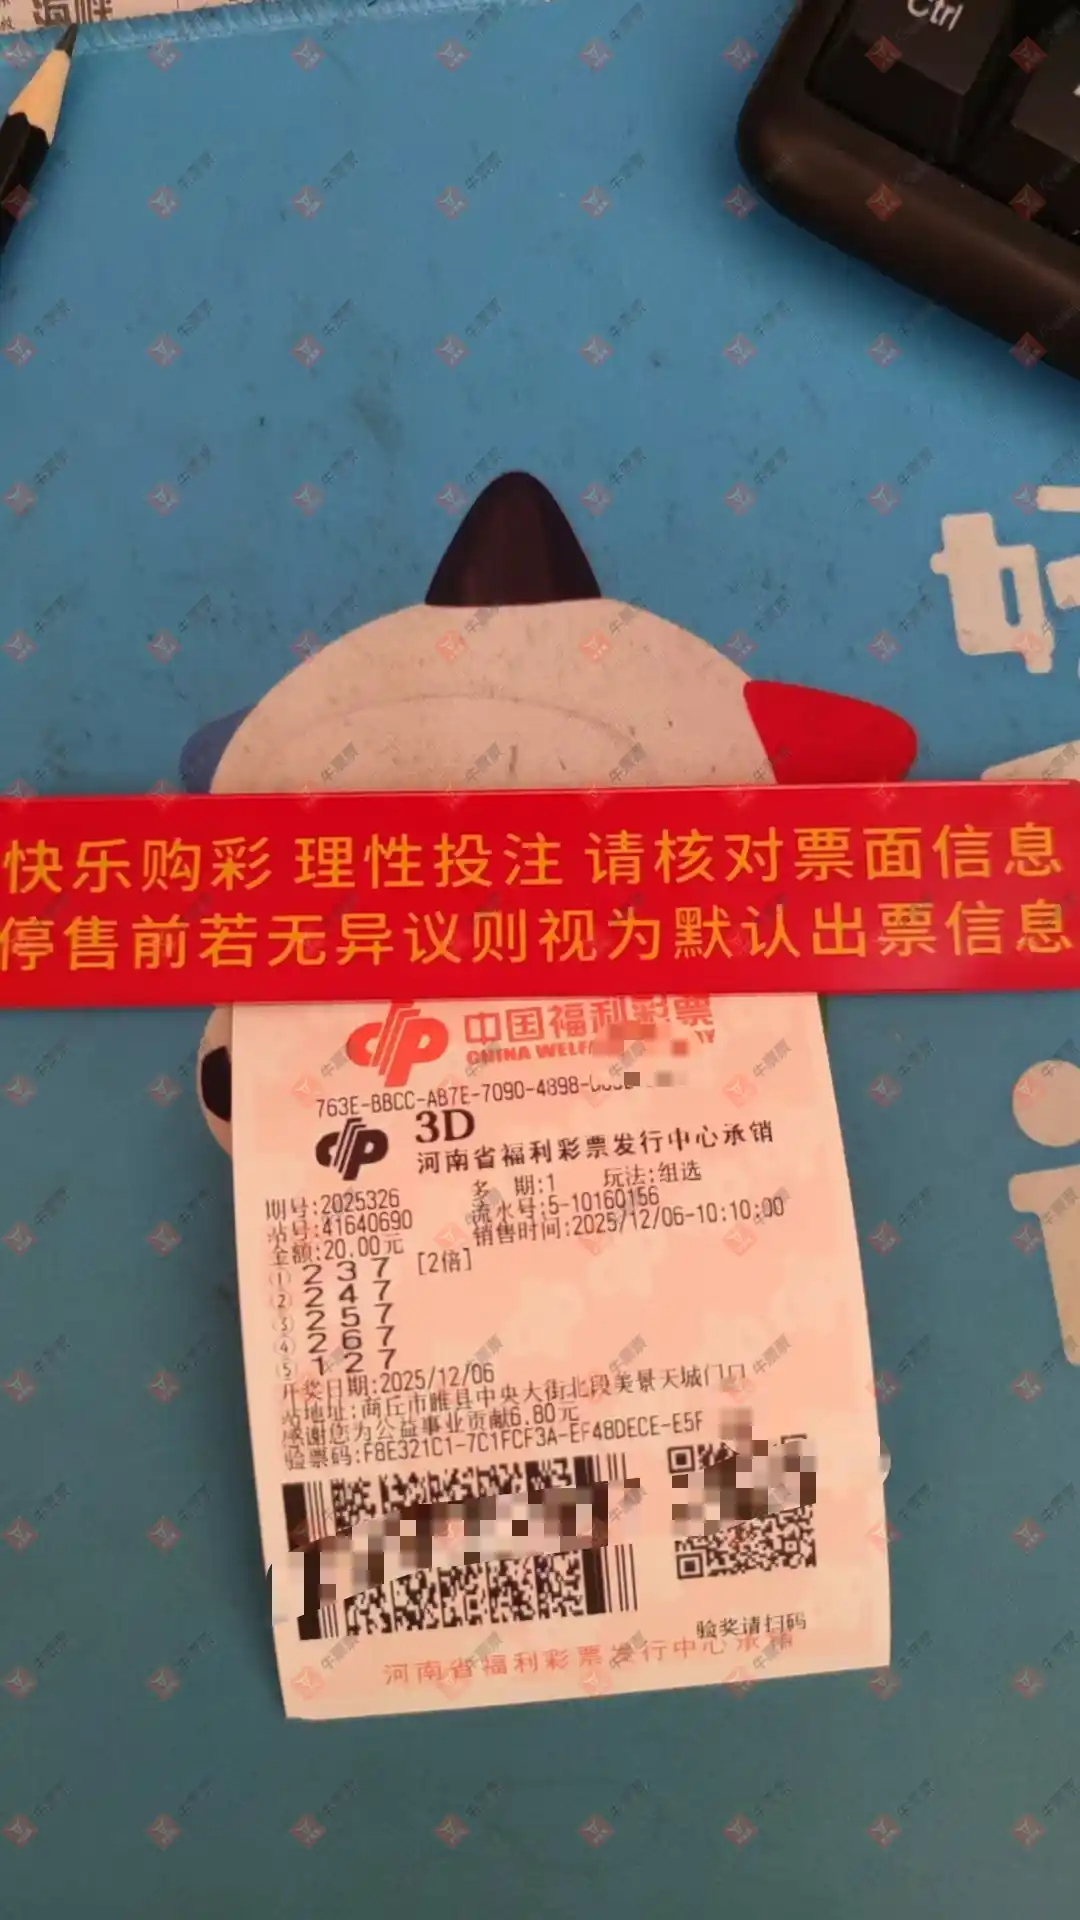 Ctrl
快乐购彩 理性投注 请核对票面信息
停售前若无异议则视为默认出票信息
中国福利彩票
CHINA WELF
763E-BBCC-AB7E-7090-4898-
3D
河南省福利彩票发行中心承销
期号:2025326 多 期:1 玩法:组选
站号:41640690 流水号:5-10160156
金额:20.00元 销售时间:2025/12/06-10:10:00
① 2 3 7 [2倍]
② 2 4 7
③ 2 5 7
④ 2 6 7
⑤ 1 2 7
开奖日期:2025/12/06
站地址:商丘市睢县中央大街北段美景天城门口
感谢您为公益事业贡献6.80元
验票码:F8E321C1-7C1FCF3A-EF48DECE-E5F
验奖请扫码
河南省福利彩票发行中心承销